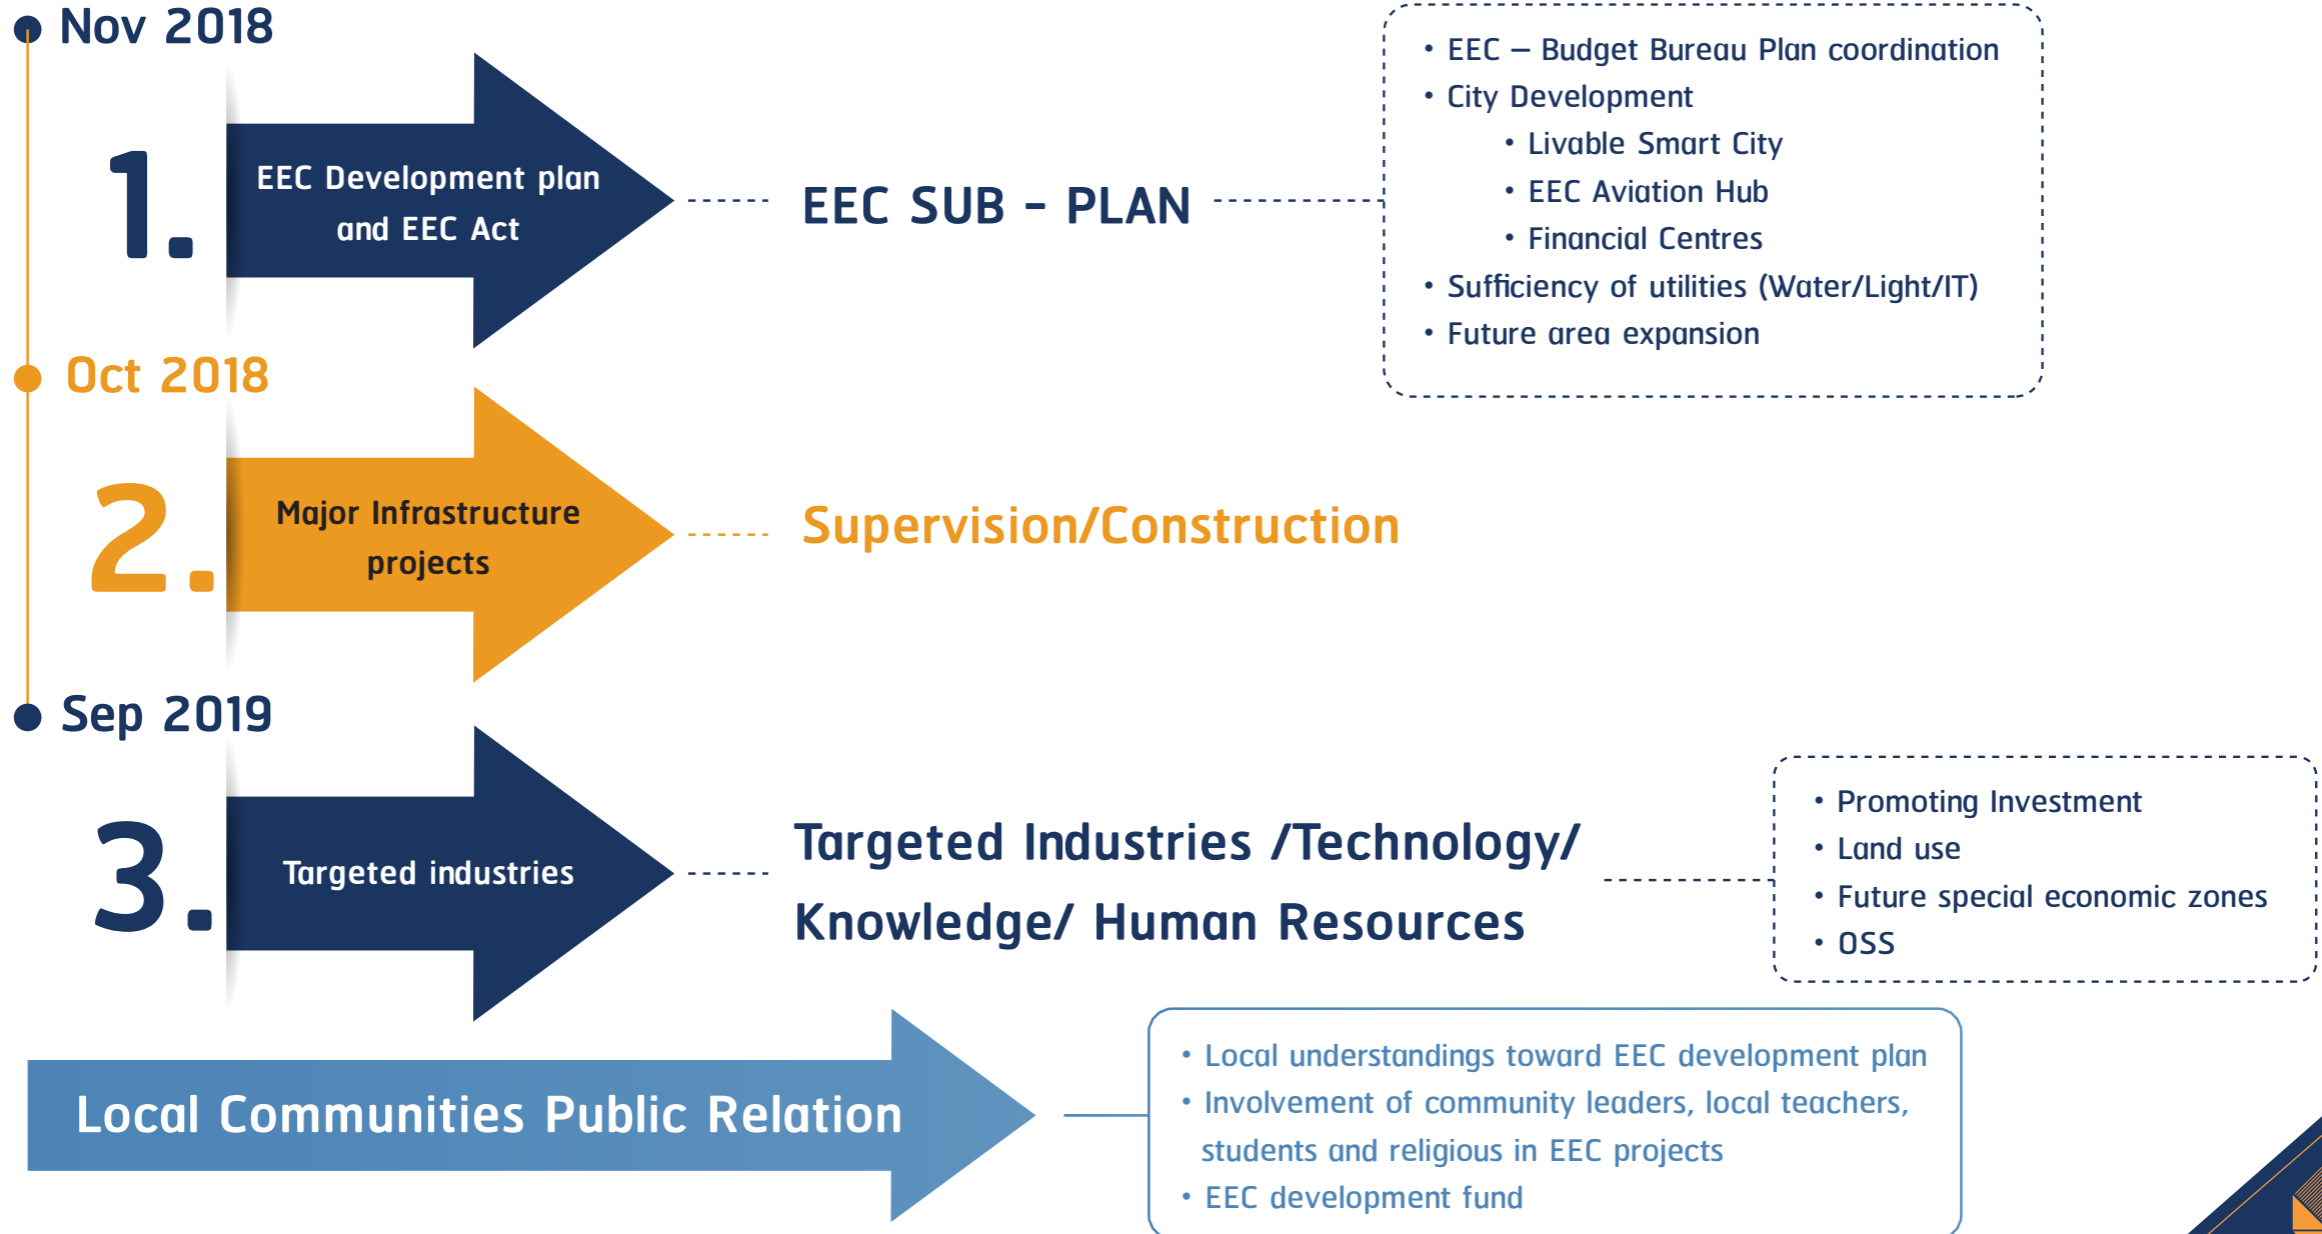 Nov 2018
1.
EEC Development plan
and EEC Act
EEC SUB - PLAN
• EEC – Budget Bureau Plan coordination
• City Development
• Livable Smart City
• EEC Aviation Hub
• Financial Centres
• Sufficiency of utilities (Water/Light/IT)
• Future area expansion
Oct 2018
2.
Major Infrastructure
projects
Supervision/Construction
Sep 2019
3.
Targeted industries
Targeted Industries /Technology/
Knowledge/ Human Resources
• Promoting Investment
• Land use
• Future special economic zones
• OSS
Local Communities Public Relation
• Local understandings toward EEC development plan
• Involvement of community leaders, local teachers,
students and religious in EEC projects
• EEC development fund